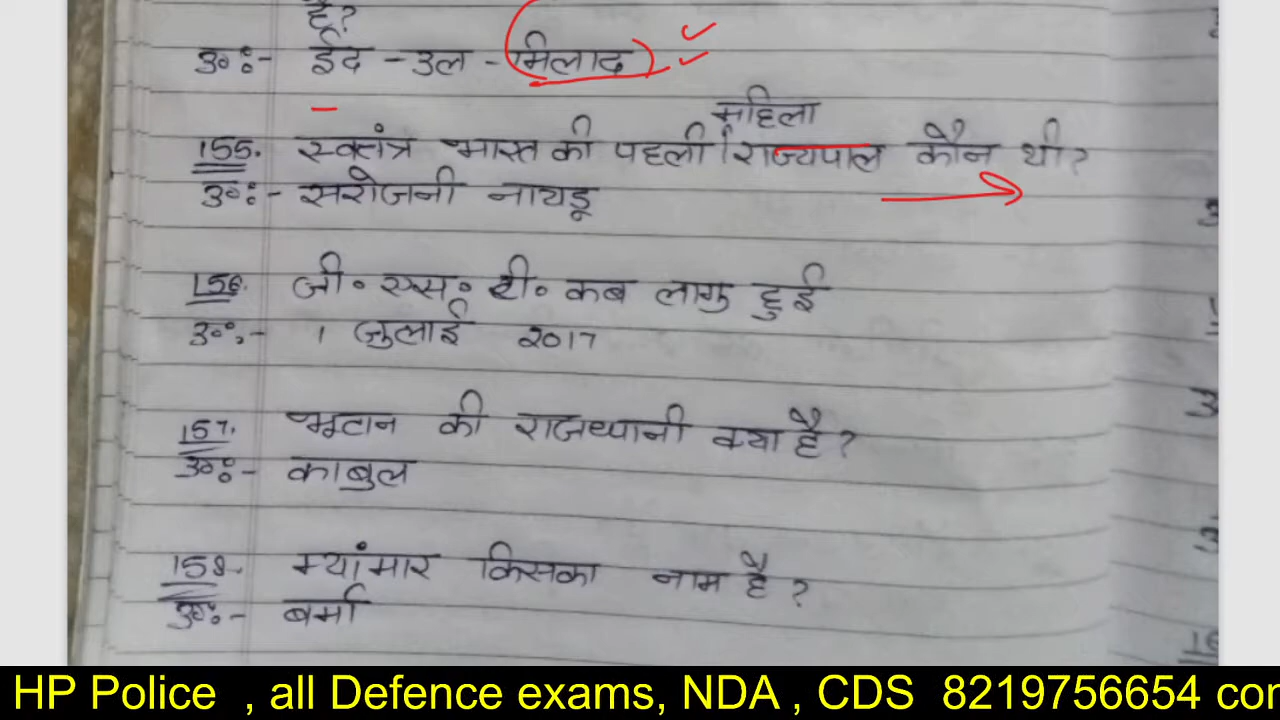 है?
उ०ः- ईद -उल - मिलाद
महिला
155. स्वतंत्र भारत की पहली राज्यपाल कौन थी?
उ०ः- सरोजनी नायडू
156. जी० एस० टी० कब लागु हुई
उ०ः- 1 जुलाई 2017
157. भूटान की राजधानी क्या है?
उ०ः- काबुल
158. म्यांमार किसका नाम है?
उ०ः- बर्मा
HP Police , all Defence exams, NDA , CDS 8219756654 con